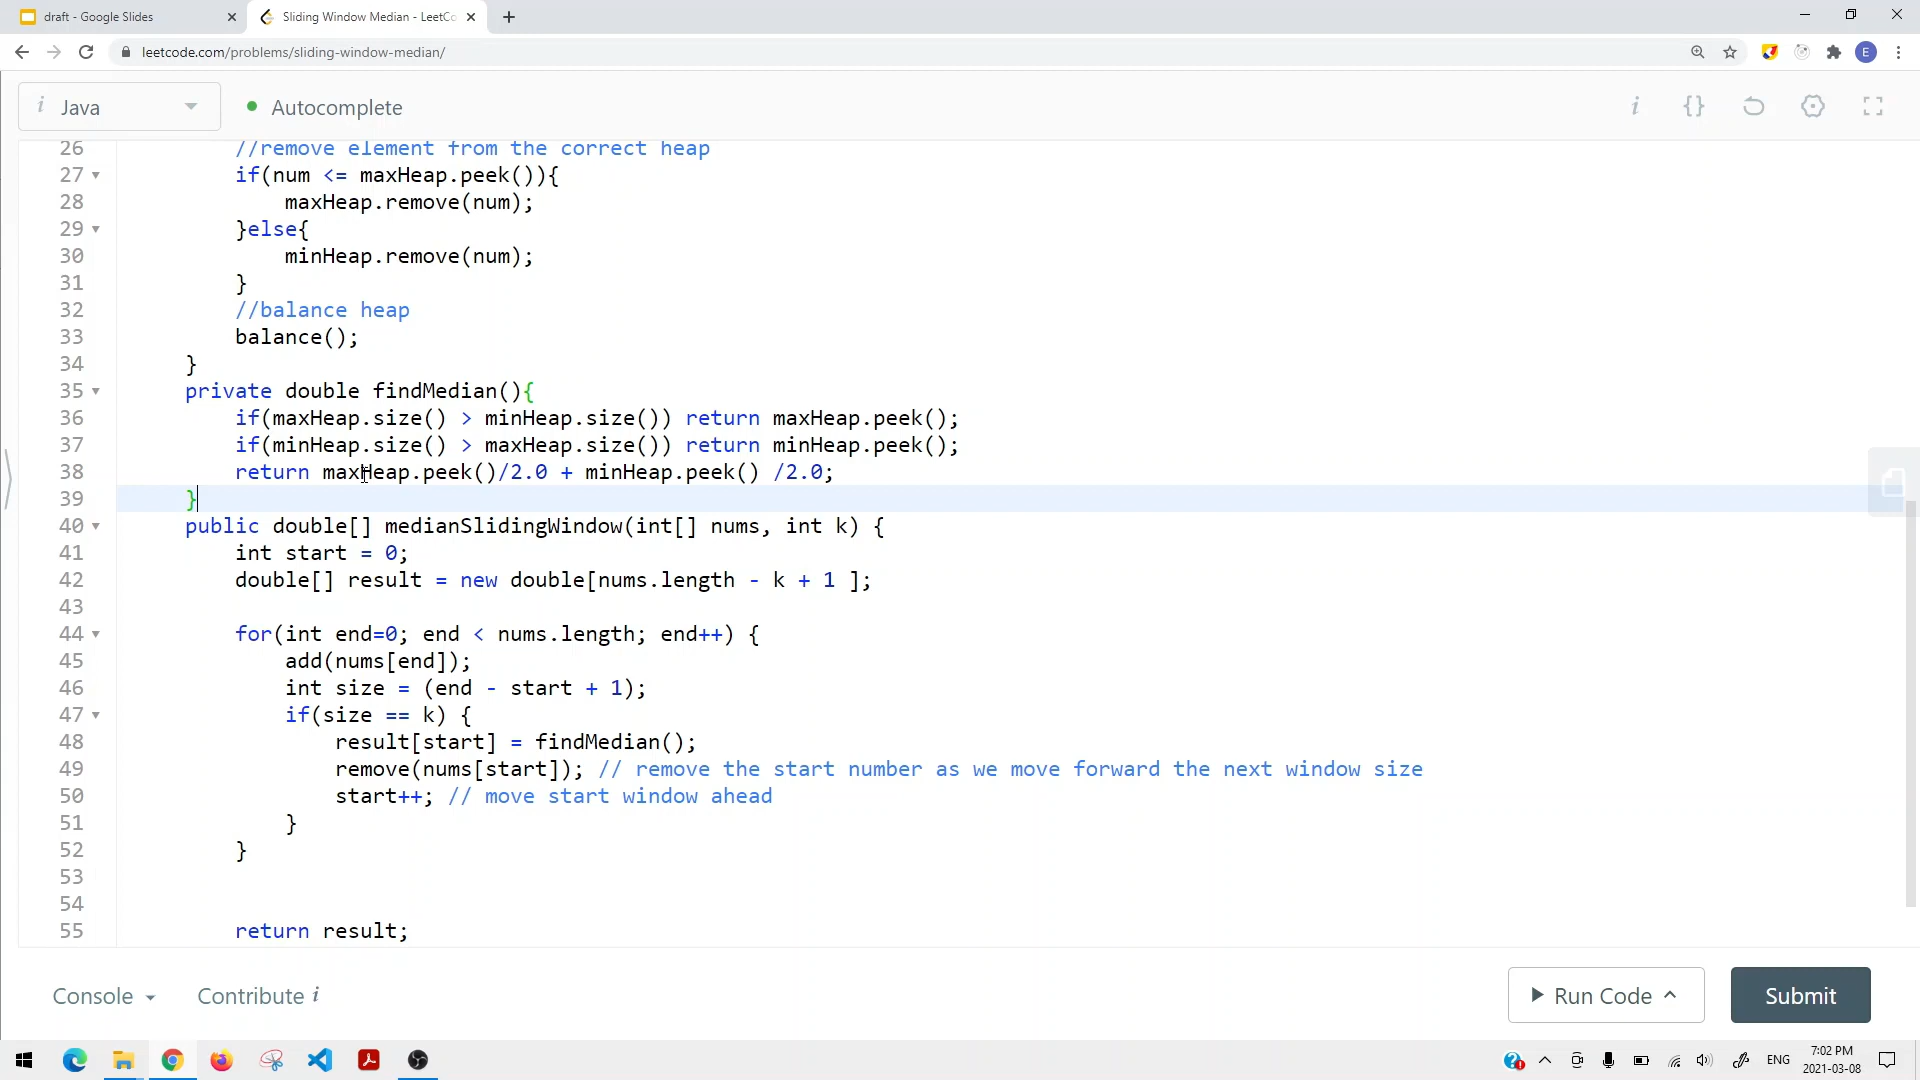 draft - Google Slides
Sliding Window Median - LeetCo
leetcode.com/problems/sliding-window-median/
E
i Java
Autocomplete
i {}
26 //remove element from the correct heap
27 if(num <= maxHeap.peek()){
28 maxHeap.remove(num);
29 }else{
30 minHeap.remove(num);
31 }
32 //balance heap
33 balance();
34 }
35 private double findMedian(){
36 if(maxHeap.size() > minHeap.size()) return maxHeap.peek();
37 if(minHeap.size() > maxHeap.size()) return minHeap.peek();
38 return maxHeap.peek()/2.0 + minHeap.peek() /2.0;
39 }
40 public double[] medianSlidingWindow(int[] nums, int k) {
41 int start = 0;
42 double[] result = new double[nums.length - k + 1 ];
43
44 for(int end=0; end < nums.length; end++) {
45 add(nums[end]);
46 int size = (end - start + 1);
47 if(size == k) {
48 result[start] = findMedian();
49 remove(nums[start]); // remove the start number as we move forward the next window size
50 start++; // move start window ahead
51 }
52 }
53
54
55 return result;
Console
Contribute i
Run Code
Submit
ENG
7:02 PM
2021-03-08